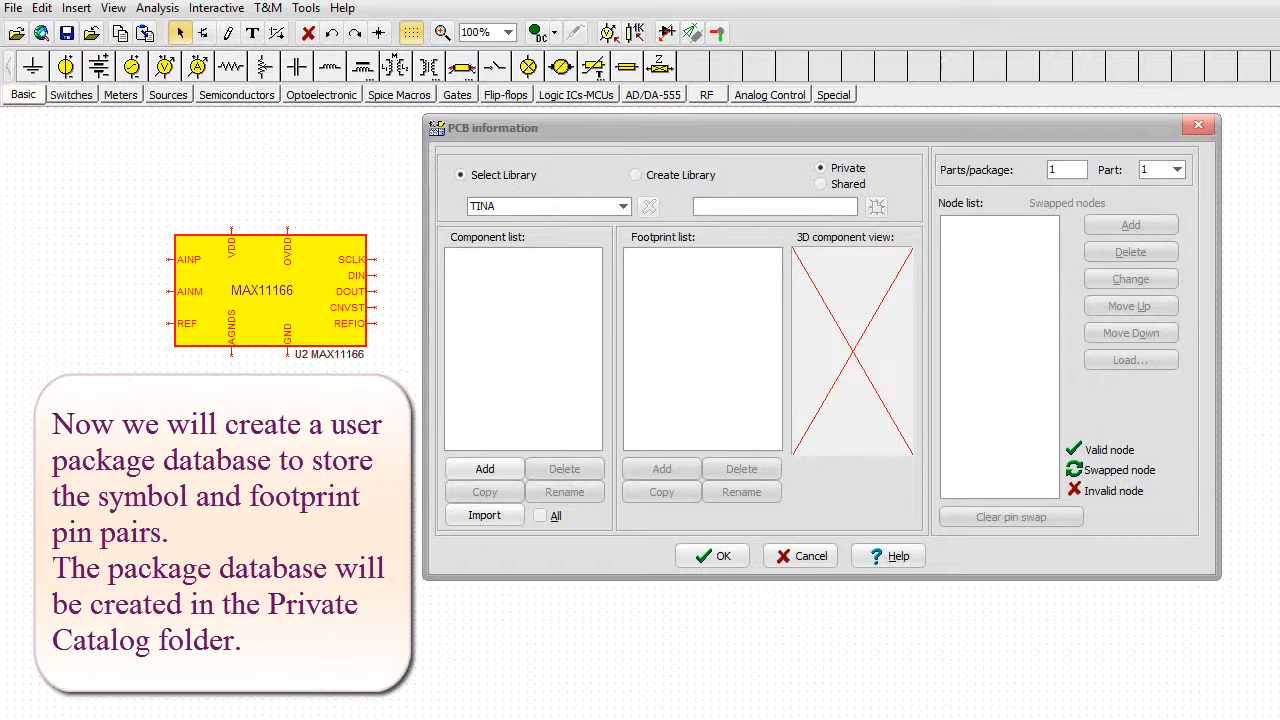 File Edit Insert View Analysis Interactive T&M Tools Help
100%
DC
Basic Switches Meters Sources Semiconductors Optoelectronic Spice Macros Gates Flip-flops Logic ICs-MCUs AD/DA-555 RF Analog Control Special
PCB information
Select Library Create Library Private
Shared
TINA
Parts/package: 1 Part: 1
Component list: Footprint list: 3D component view:
Node list: Swapped nodes
Add
Delete
Change
Move Up
Move Down
Load...
Valid node
Swapped node
Invalid node
Clear pin swap
Add Delete Add Delete
Copy Rename Copy Rename
Import All
OK Cancel Help
VDD OVDD
AINP SCLK
DIN
AINM MAX11166 DOUT
CNVST
REF REFIO
AGNDS GND
U2 MAX11166
Now we will create a user
package database to store
the symbol and footprint
pin pairs.
The package database will
be created in the Private
Catalog folder.